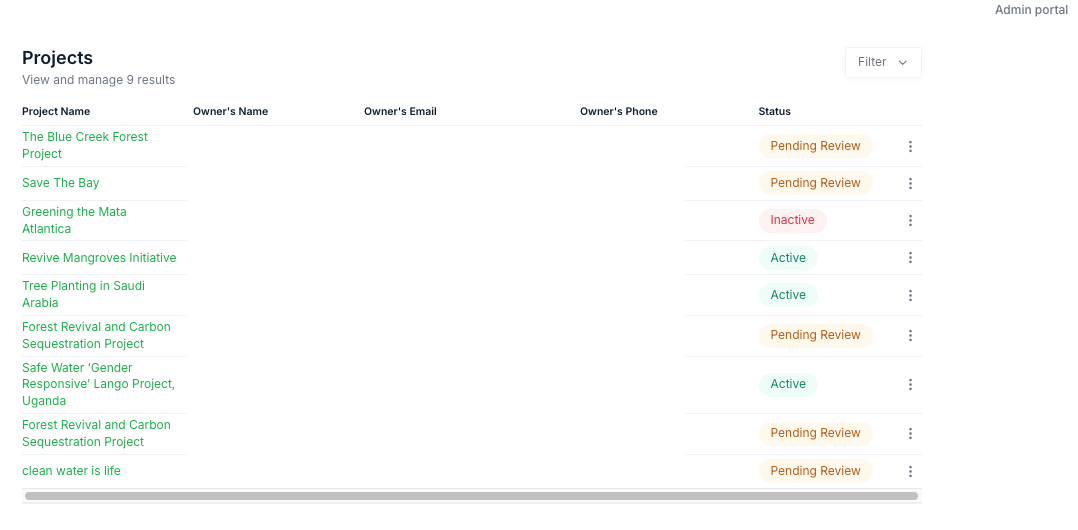 Admin portal
Projects
Filter
View and manage 9 results
Project Name Owner's Name Owner's Email Owner's Phone Status
The Blue Creek Forest
Project
Pending Review
Save The Bay Pending Review
Greening the Mata
Atlantica
Inactive
Revive Mangroves Initiative Active
Tree Planting in Saudi
Arabia
Active
Forest Revival and Carbon
Sequestration Project
Pending Review
Safe Water ‘Gender
Responsive’ Lango Project,
Uganda
Active
Forest Revival and Carbon
Sequestration Project
Pending Review
clean water is life Pending Review